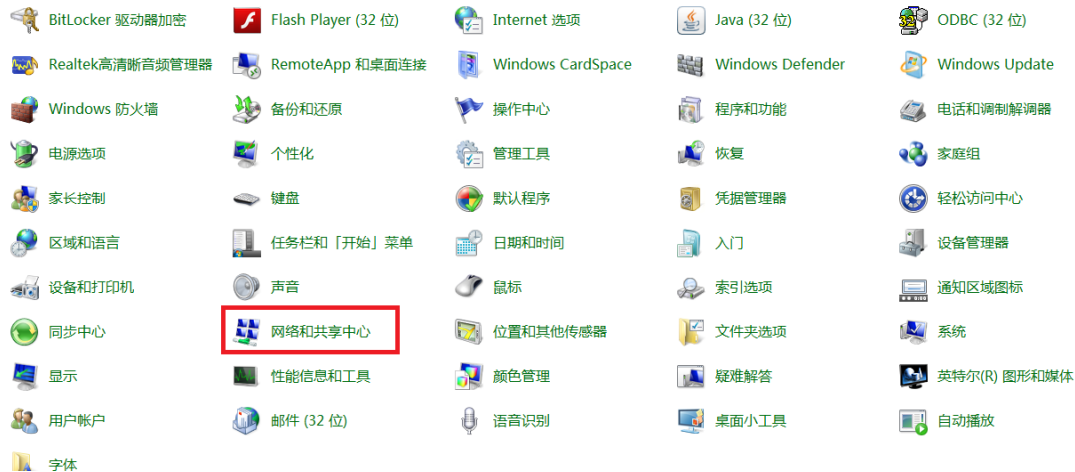 BitLocker 驱动器加密
Flash Player (32 位)
Internet 选项
Java (32 位)
ODBC (32 位)
Realtek高清晰音频管理器
RemoteApp 和桌面连接
Windows CardSpace
Windows Defender
Windows Update
Windows 防火墙
备份和还原
操作中心
程序和功能
电话和调制解调器
电源选项
个性化
管理工具
恢复
家庭组
家长控制
键盘
默认程序
凭据管理器
轻松访问中心
区域和语言
任务栏和「开始」菜单
日期和时间
入门
设备管理器
设备和打印机
声音
鼠标
索引选项
通知区域图标
同步中心
网络和共享中心
位置和其他传感器
文件夹选项
系统
显示
性能信息和工具
颜色管理
疑难解答
英特尔(R) 图形和媒体
用户帐户
邮件 (32 位)
语音识别
桌面小工具
自动播放
字体